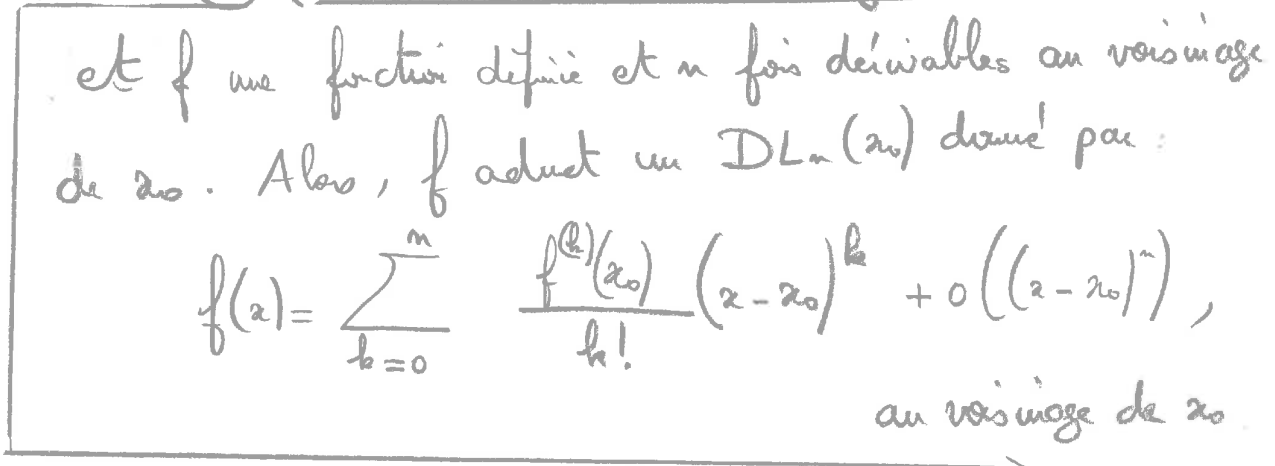 et f une fonction définie et n fois dérivables au voisinage
de x₀. Alors, f admet un DLₙ(x₀) donné par :
f(x) = ∑_{k=0}^{n} \frac{f^{(k)}(x₀)}{k!} (x - x₀)^k + o((x - x₀)^n),
au voisinage de x₀